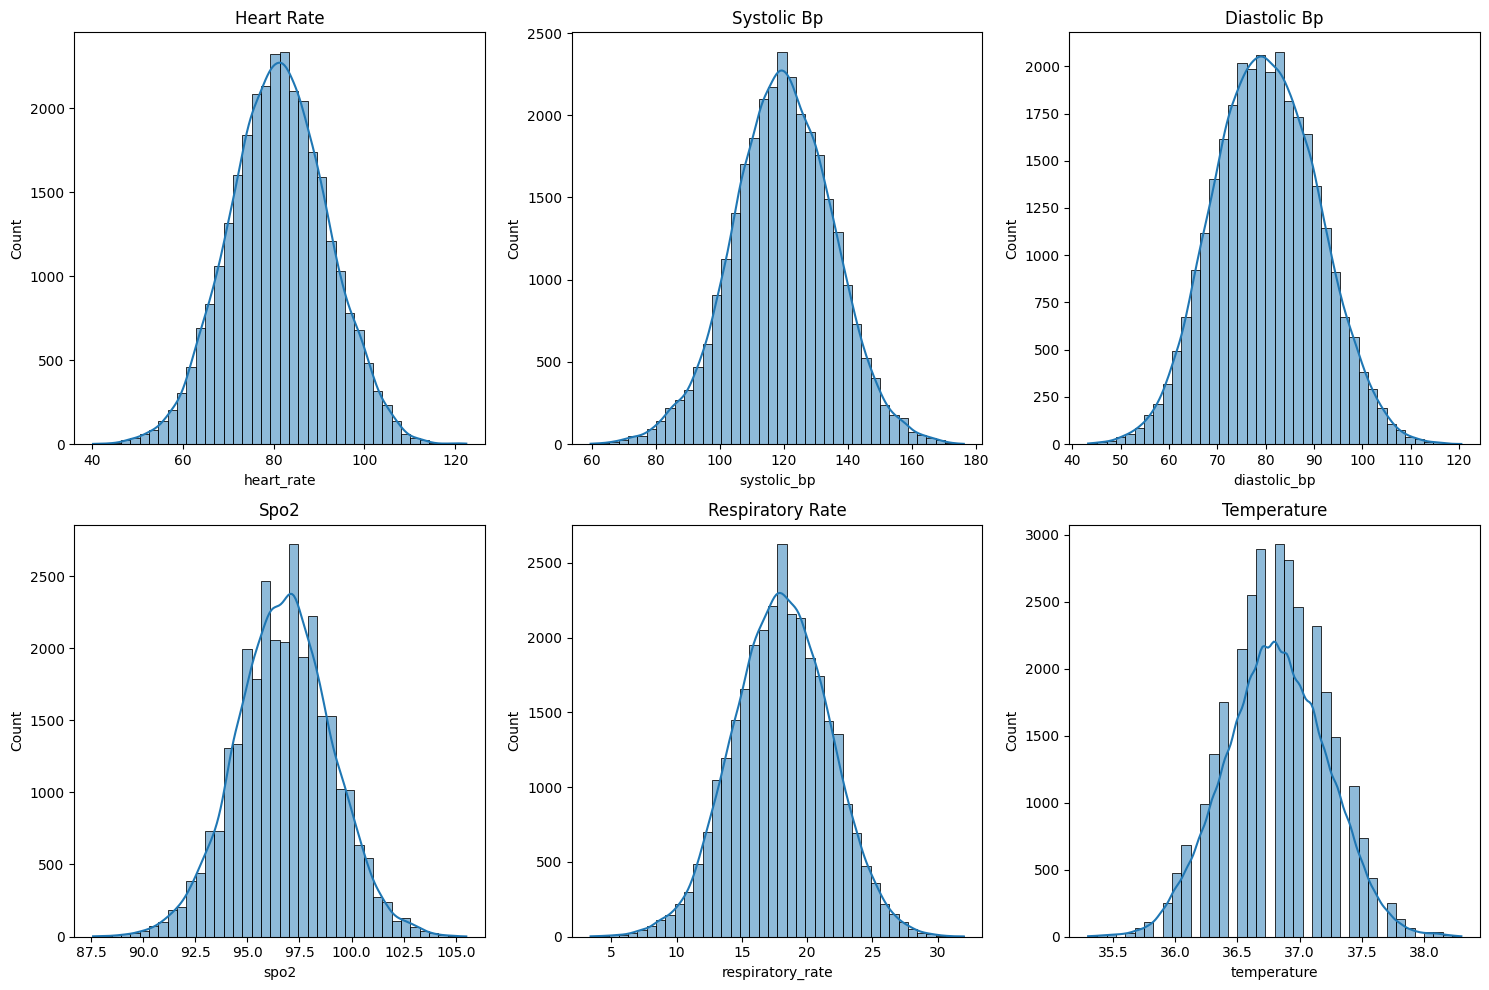 Heart Rate
Count
2000
1500
1000
500
0
40 60 80 100 120
heart_rate
Systolic Bp
Count
2500
2000
1500
1000
500
0
60 80 100 120 140 160 180
systolic_bp
Diastolic Bp
Count
2000
1750
1500
1250
1000
750
500
250
0
40 50 60 70 80 90 100 110 120
diastolic_bp
Spo2
Count
2500
2000
1500
1000
500
0
87.5 90.0 92.5 95.0 97.5 100.0 102.5 105.0
spo2
Respiratory Rate
Count
2500
2000
1500
1000
500
0
5 10 15 20 25 30
respiratory_rate
Temperature
Count
3000
2500
2000
1500
1000
500
0
35.5 36.0 36.5 37.0 37.5 38.0
temperature